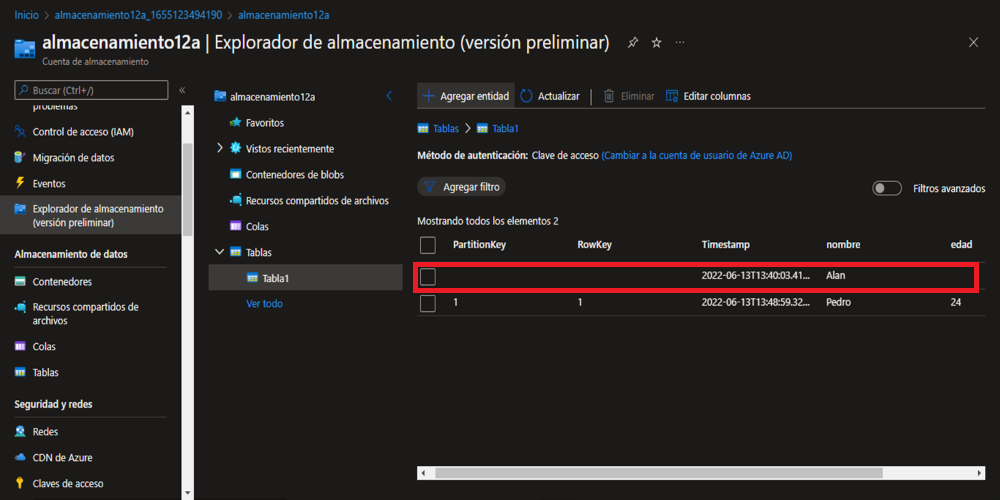 Inicio > almacenamiento12a_1655123494190 > almacenamiento12a
almacenamiento12a | Explorador de almacenamiento (versión preliminar)
Cuenta de almacenamiento
Buscar (Ctrl+/)
problemas
Control de acceso (IAM)
Migración de datos
Eventos
Explorador de almacenamiento
(versión preliminar)
Almacenamiento de datos
Contenedores
Recursos compartidos de
archivos
Colas
Tablas
Seguridad y redes
Redes
CDN de Azure
Claves de acceso
almacenamiento12a
Favoritos
Vistos recientemente
Contenedores de blobs
Recursos compartidos de archivos
Colas
Tablas
Tabla1
Ver todo
Agregar entidad Actualizar Eliminar Editar columnas
Tablas > Tabla1
Método de autenticación: Clave de acceso (Cambiar a la cuenta de usuario de Azure AD)
Agregar filtro Filtros avanzados
Mostrando todos los elementos 2
PartitionKey RowKey Timestamp nombre edad
2022-06-13T13:40:03.41... Alan
1 1 2022-06-13T13:48:59.32... Pedro 24